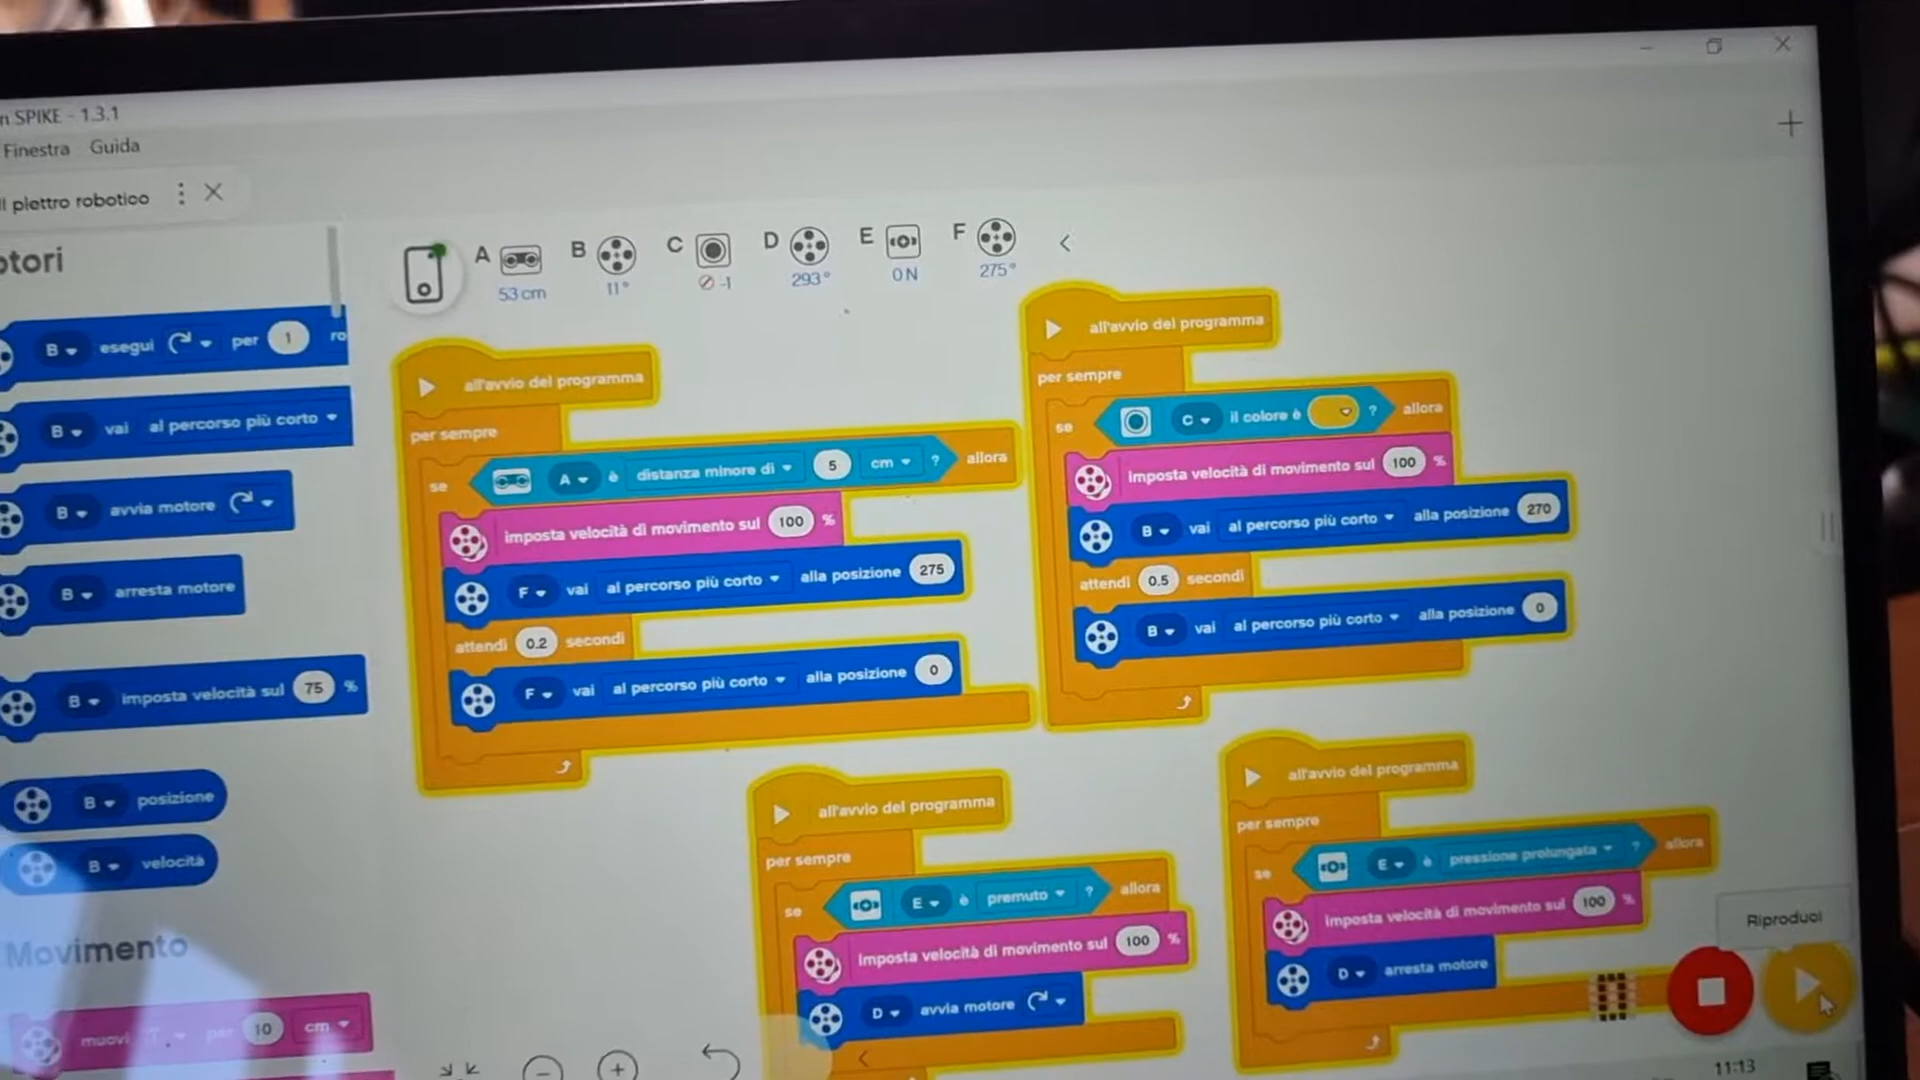 n SPIKE - 1.3.1
Finestra Guida
Il plettro robotico
otori
B esegui per 1 ro
B vai al percorso più corto
B avvia motore
B arresta motore
B imposta velocità sul 75 %
B posizione
B velocità
Movimento
muovi per 10 cm
A 53 cm
B 11°
C -1
D 293°
E 0 N
F 275°
all'avvio del programma
per sempre
se A è distanza minore di 5 cm ? allora
imposta velocità di movimento sul 100 %
F vai al percorso più corto alla posizione 275
attendi 0.2 secondi
F vai al percorso più corto alla posizione 0
all'avvio del programma
per sempre
se C il colore è ? allora
imposta velocità di movimento sul 100 %
B vai al percorso più corto alla posizione 270
attendi 0.5 secondi
B vai al percorso più corto alla posizione 0
all'avvio del programma
per sempre
se E è premuto ? allora
imposta velocità di movimento sul 100 %
D avvia motore
all'avvio del programma
per sempre
se E è pressione prolungata ? allora
imposta velocità di movimento sul 100 %
D arresta motore
Riproduci
11:13